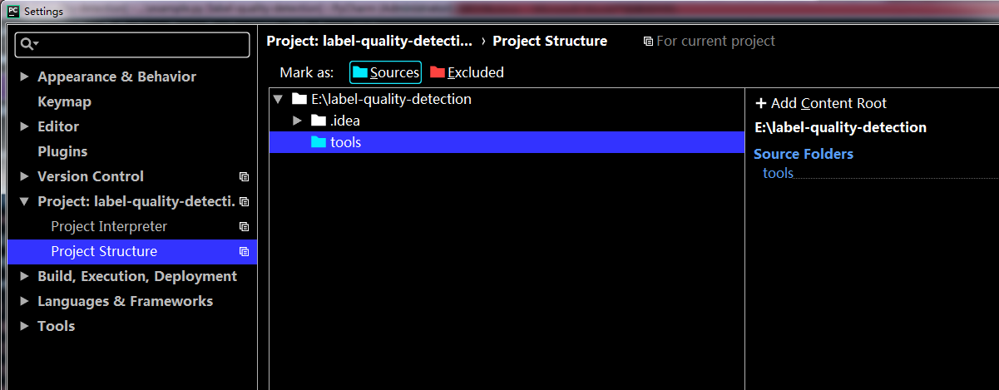 PC Settings
Appearance & Behavior
Keymap
Editor
Plugins
Version Control
Project: label-quality-detecti.
Project Interpreter
Project Structure
Build, Execution, Deployment
Languages & Frameworks
Tools
Project: label-quality-detecti... › Project Structure For current project
Mark as: Sources Excluded
E:\label-quality-detection
.idea
tools
Add Content Root
E:\label-quality-detection
Source Folders
tools